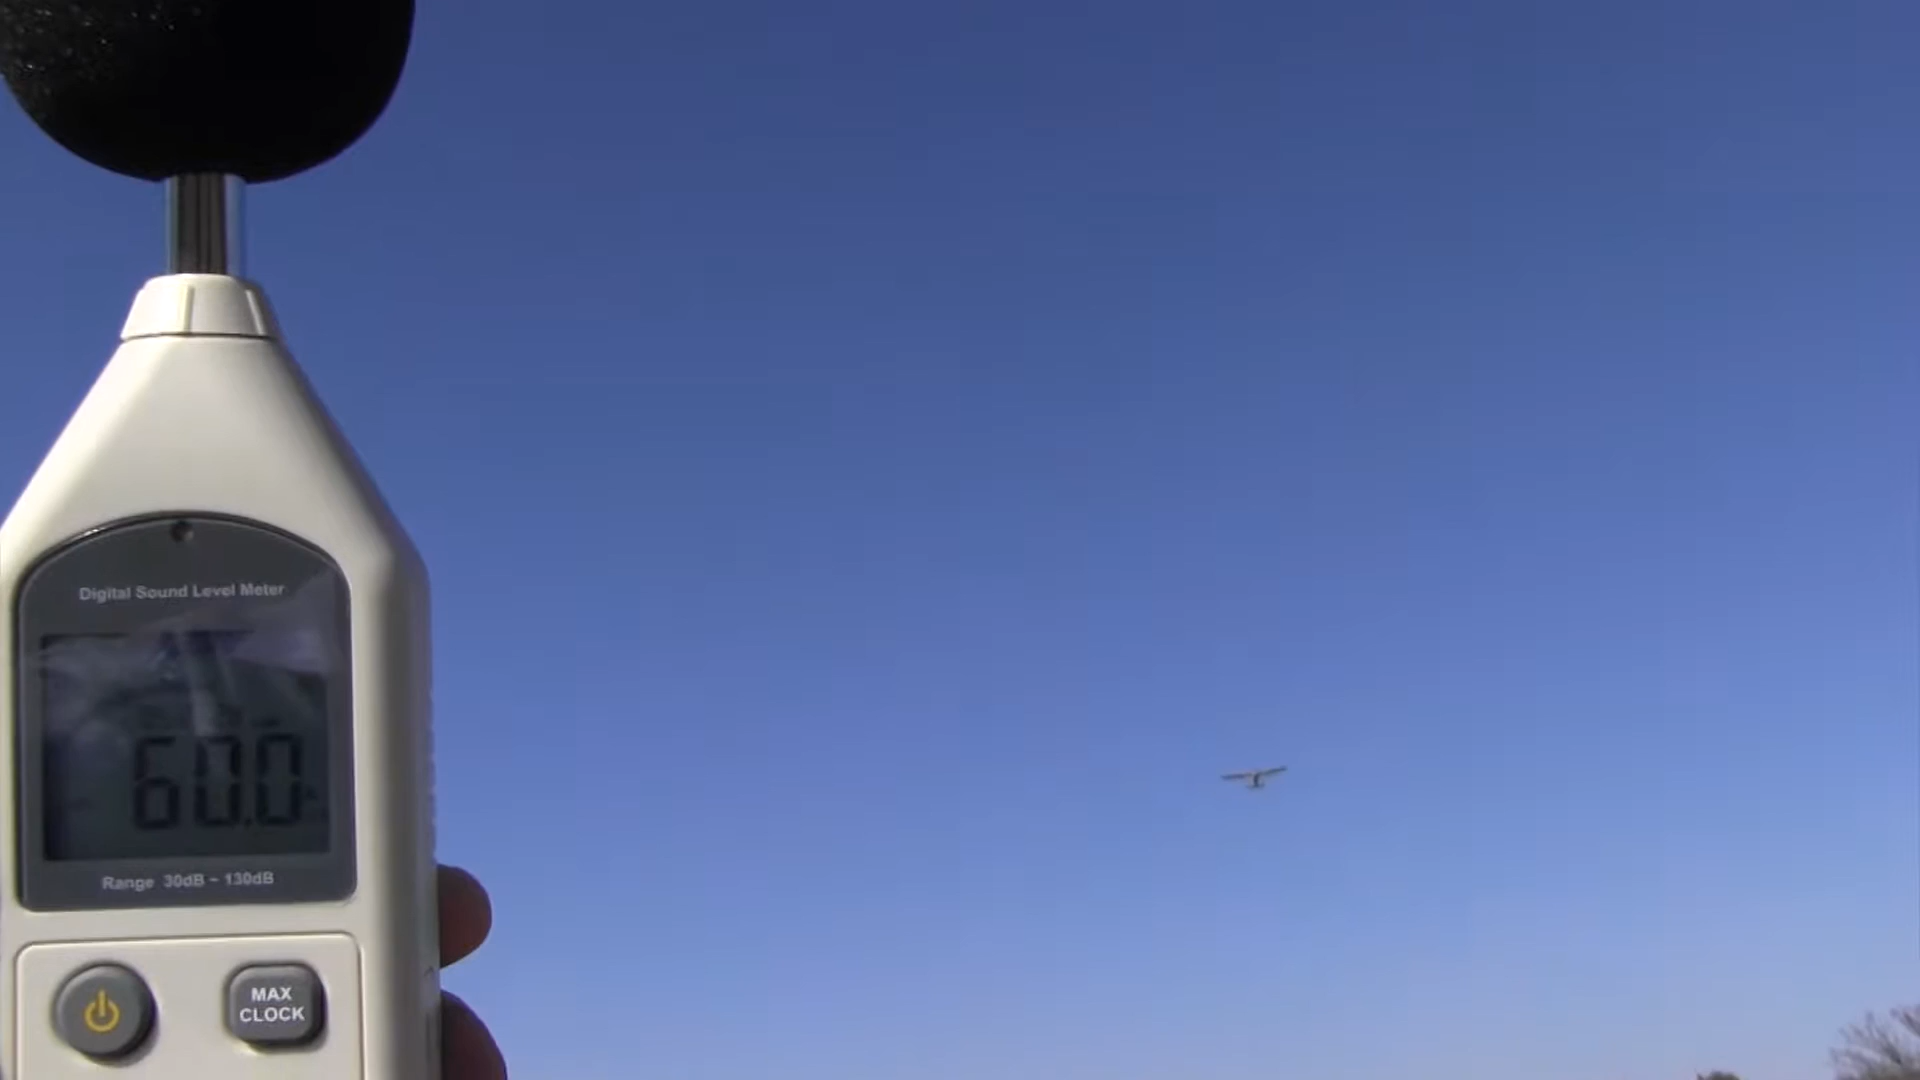 Digital Sound Level Meter
60.0
Range 30dB ~ 130dB
MAX
CLOCK